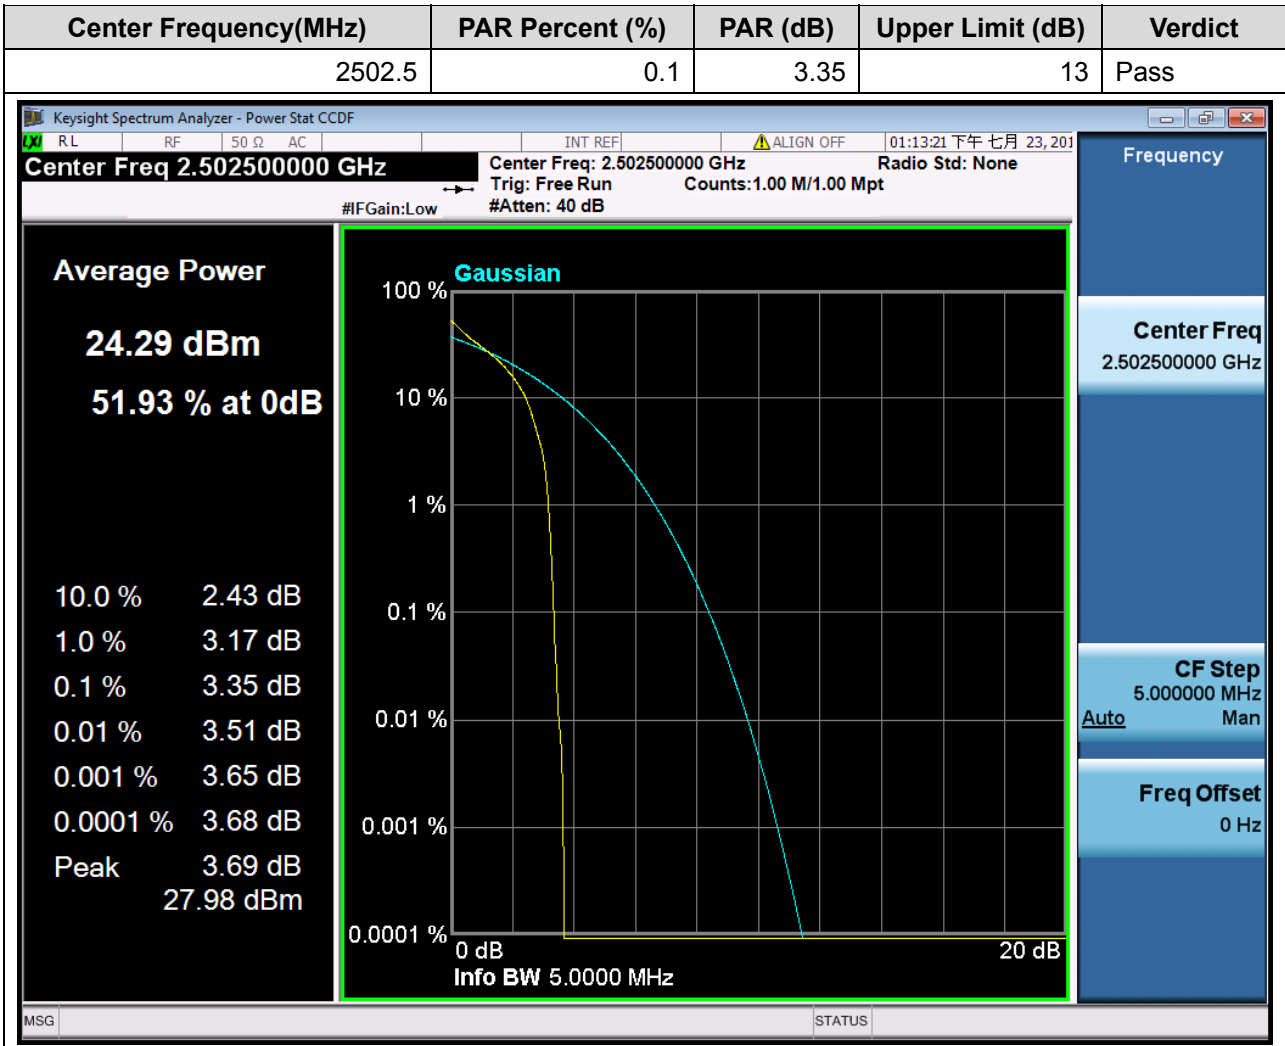 Center Frequency(MHz) PAR Percent (%) PAR (dB) Upper Limit (dB) Verdict
2502.5 0.1 3.35 13 Pass
Keysight Spectrum Analyzer - Power Stat CCDF
LXI RL RF 50 Ω AC INT REF ALIGN OFF 01:13:21 下午 七月 23, 201
Center Freq 2.502500000 GHz
Center Freq: 2.502500000 GHz Radio Std: None
Trig: Free Run Counts:1.00 M/1.00 Mpt
#IFGain:Low #Atten: 40 dB
Average Power
24.29 dBm
51.93 % at 0dB
10.0 % 2.43 dB
1.0 % 3.17 dB
0.1 % 3.35 dB
0.01 % 3.51 dB
0.001 % 3.65 dB
0.0001 % 3.68 dB
Peak 3.69 dB
27.98 dBm
Gaussian
100 %
10 %
1 %
0.1 %
0.01 %
0.001 %
0.0001 %
0 dB 20 dB
Info BW 5.0000 MHz
Frequency
Center Freq
2.502500000 GHz
CF Step
5.000000 MHz
Auto Man
Freq Offset
0 Hz
MSG STATUS